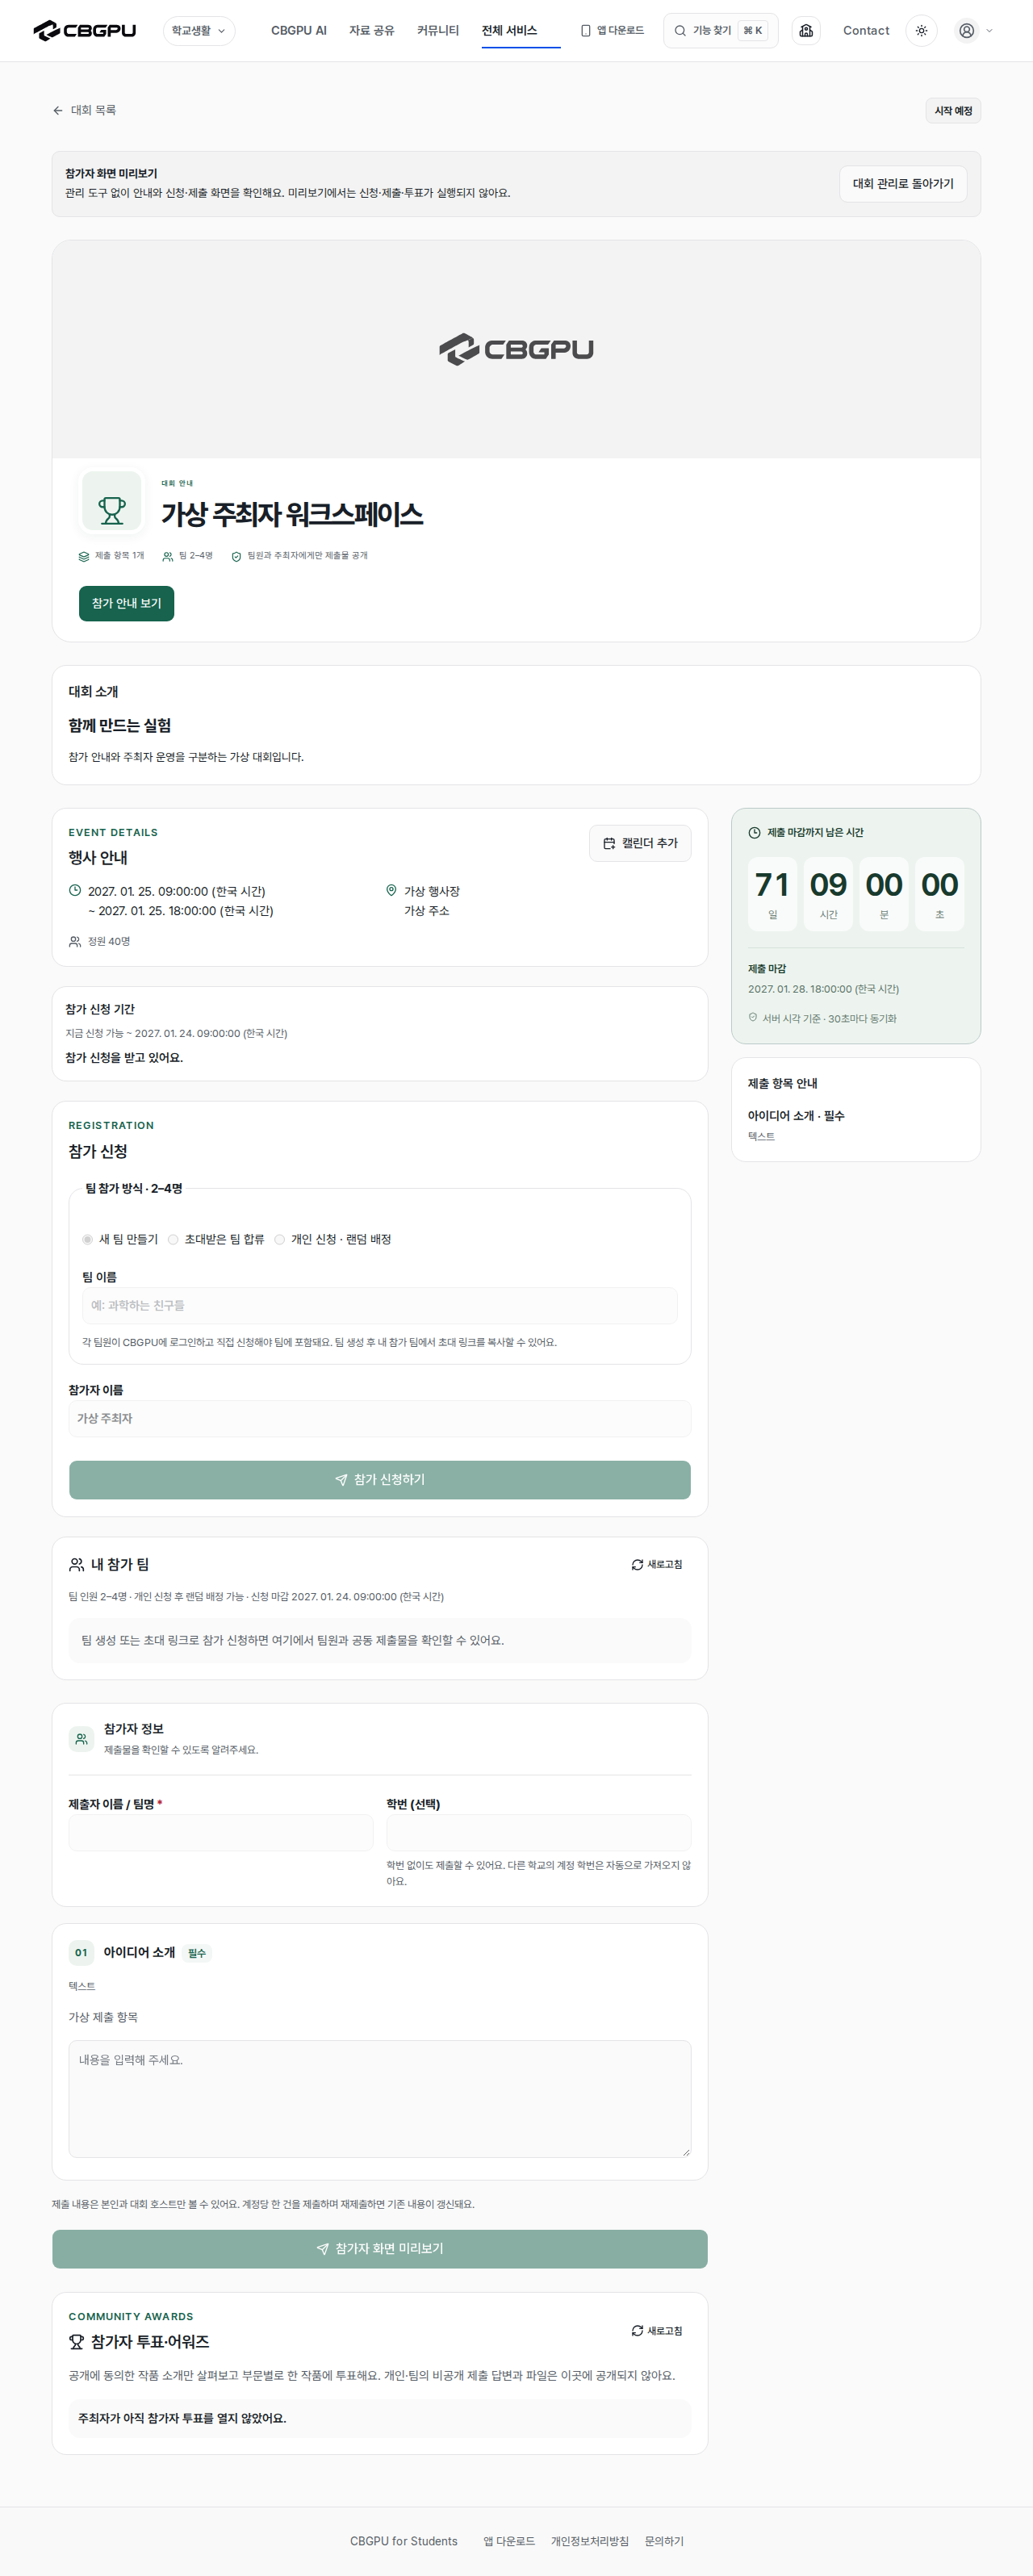 CBGPU
학교생활
CBGPU AI
자료 공유
커뮤니티
전체 서비스
앱 다운로드
기능 찾기
⌘ K
Contact
대회 목록
시작 예정
참가자 화면 미리보기
관리 도구 없이 안내와 신청·제출 화면을 확인해요. 미리보기에서는 신청·제출·투표가 실행되지 않아요.
대회 관리로 돌아가기
CBGPU
대회 안내
가상 주최자 워크스페이스
제출 항목 1개
팀 2–4명
팀원과 주최자에게만 제출물 공개
참가 안내 보기
대회 소개
함께 만드는 실험
참가 안내와 주최자 운영을 구분하는 가상 대회입니다.
EVENT DETAILS
행사 안내
캘린더 추가
2027. 01. 25. 09:00:00 (한국 시간)
~ 2027. 01. 25. 18:00:00 (한국 시간)
가상 행사장
가상 주소
정원 40명
제출 마감까지 남은 시간
71
09
00
00
일
시간
분
초
제출 마감
2027. 01. 28. 18:00:00 (한국 시간)
서버 시각 기준 · 30초마다 동기화
참가 신청 기간
지금 신청 가능 ~ 2027. 01. 24. 09:00:00 (한국 시간)
참가 신청을 받고 있어요.
제출 항목 안내
아이디어 소개 · 필수
텍스트
REGISTRATION
참가 신청
팀 참가 방식 · 2–4명
새 팀 만들기
초대받은 팀 합류
개인 신청 · 랜덤 배정
팀 이름
예: 과학하는 친구들
각 팀원이 CBGPU에 로그인하고 직접 신청해야 팀에 포함돼요. 팀 생성 후 내 참가 팀에서 초대 링크를 복사할 수 있어요.
참가자 이름
가상 주최자
참가 신청하기
내 참가 팀
새로고침
팀 인원 2–4명 · 개인 신청 후 랜덤 배정 가능 · 신청 마감 2027. 01. 24. 09:00:00 (한국 시간)
팀 생성 또는 초대 링크로 참가 신청하면 여기에서 팀원과 공동 제출물을 확인할 수 있어요.
참가자 정보
제출물을 확인할 수 있도록 알려주세요.
제출자 이름 / 팀명 *
학번 (선택)
학번 없이도 제출할 수 있어요. 다른 학교의 계정 학번은 자동으로 가져오지 않
아요.
01
아이디어 소개
필수
텍스트
가상 제출 항목
내용을 입력해 주세요.
제출 내용은 본인과 대회 호스트만 볼 수 있어요. 계정당 한 건을 제출하며 재제출하면 기존 내용이 갱신돼요.
참가자 화면 미리보기
COMMUNITY AWARDS
참가자 투표·어워즈
새로고침
공개에 동의한 작품 소개만 살펴보고 부문별로 한 작품에 투표해요. 개인·팀의 비공개 제출 답변과 파일은 이곳에 공개되지 않아요.
주최자가 아직 참가자 투표를 열지 않았어요.
CBGPU for Students
앱 다운로드
개인정보처리방침
문의하기